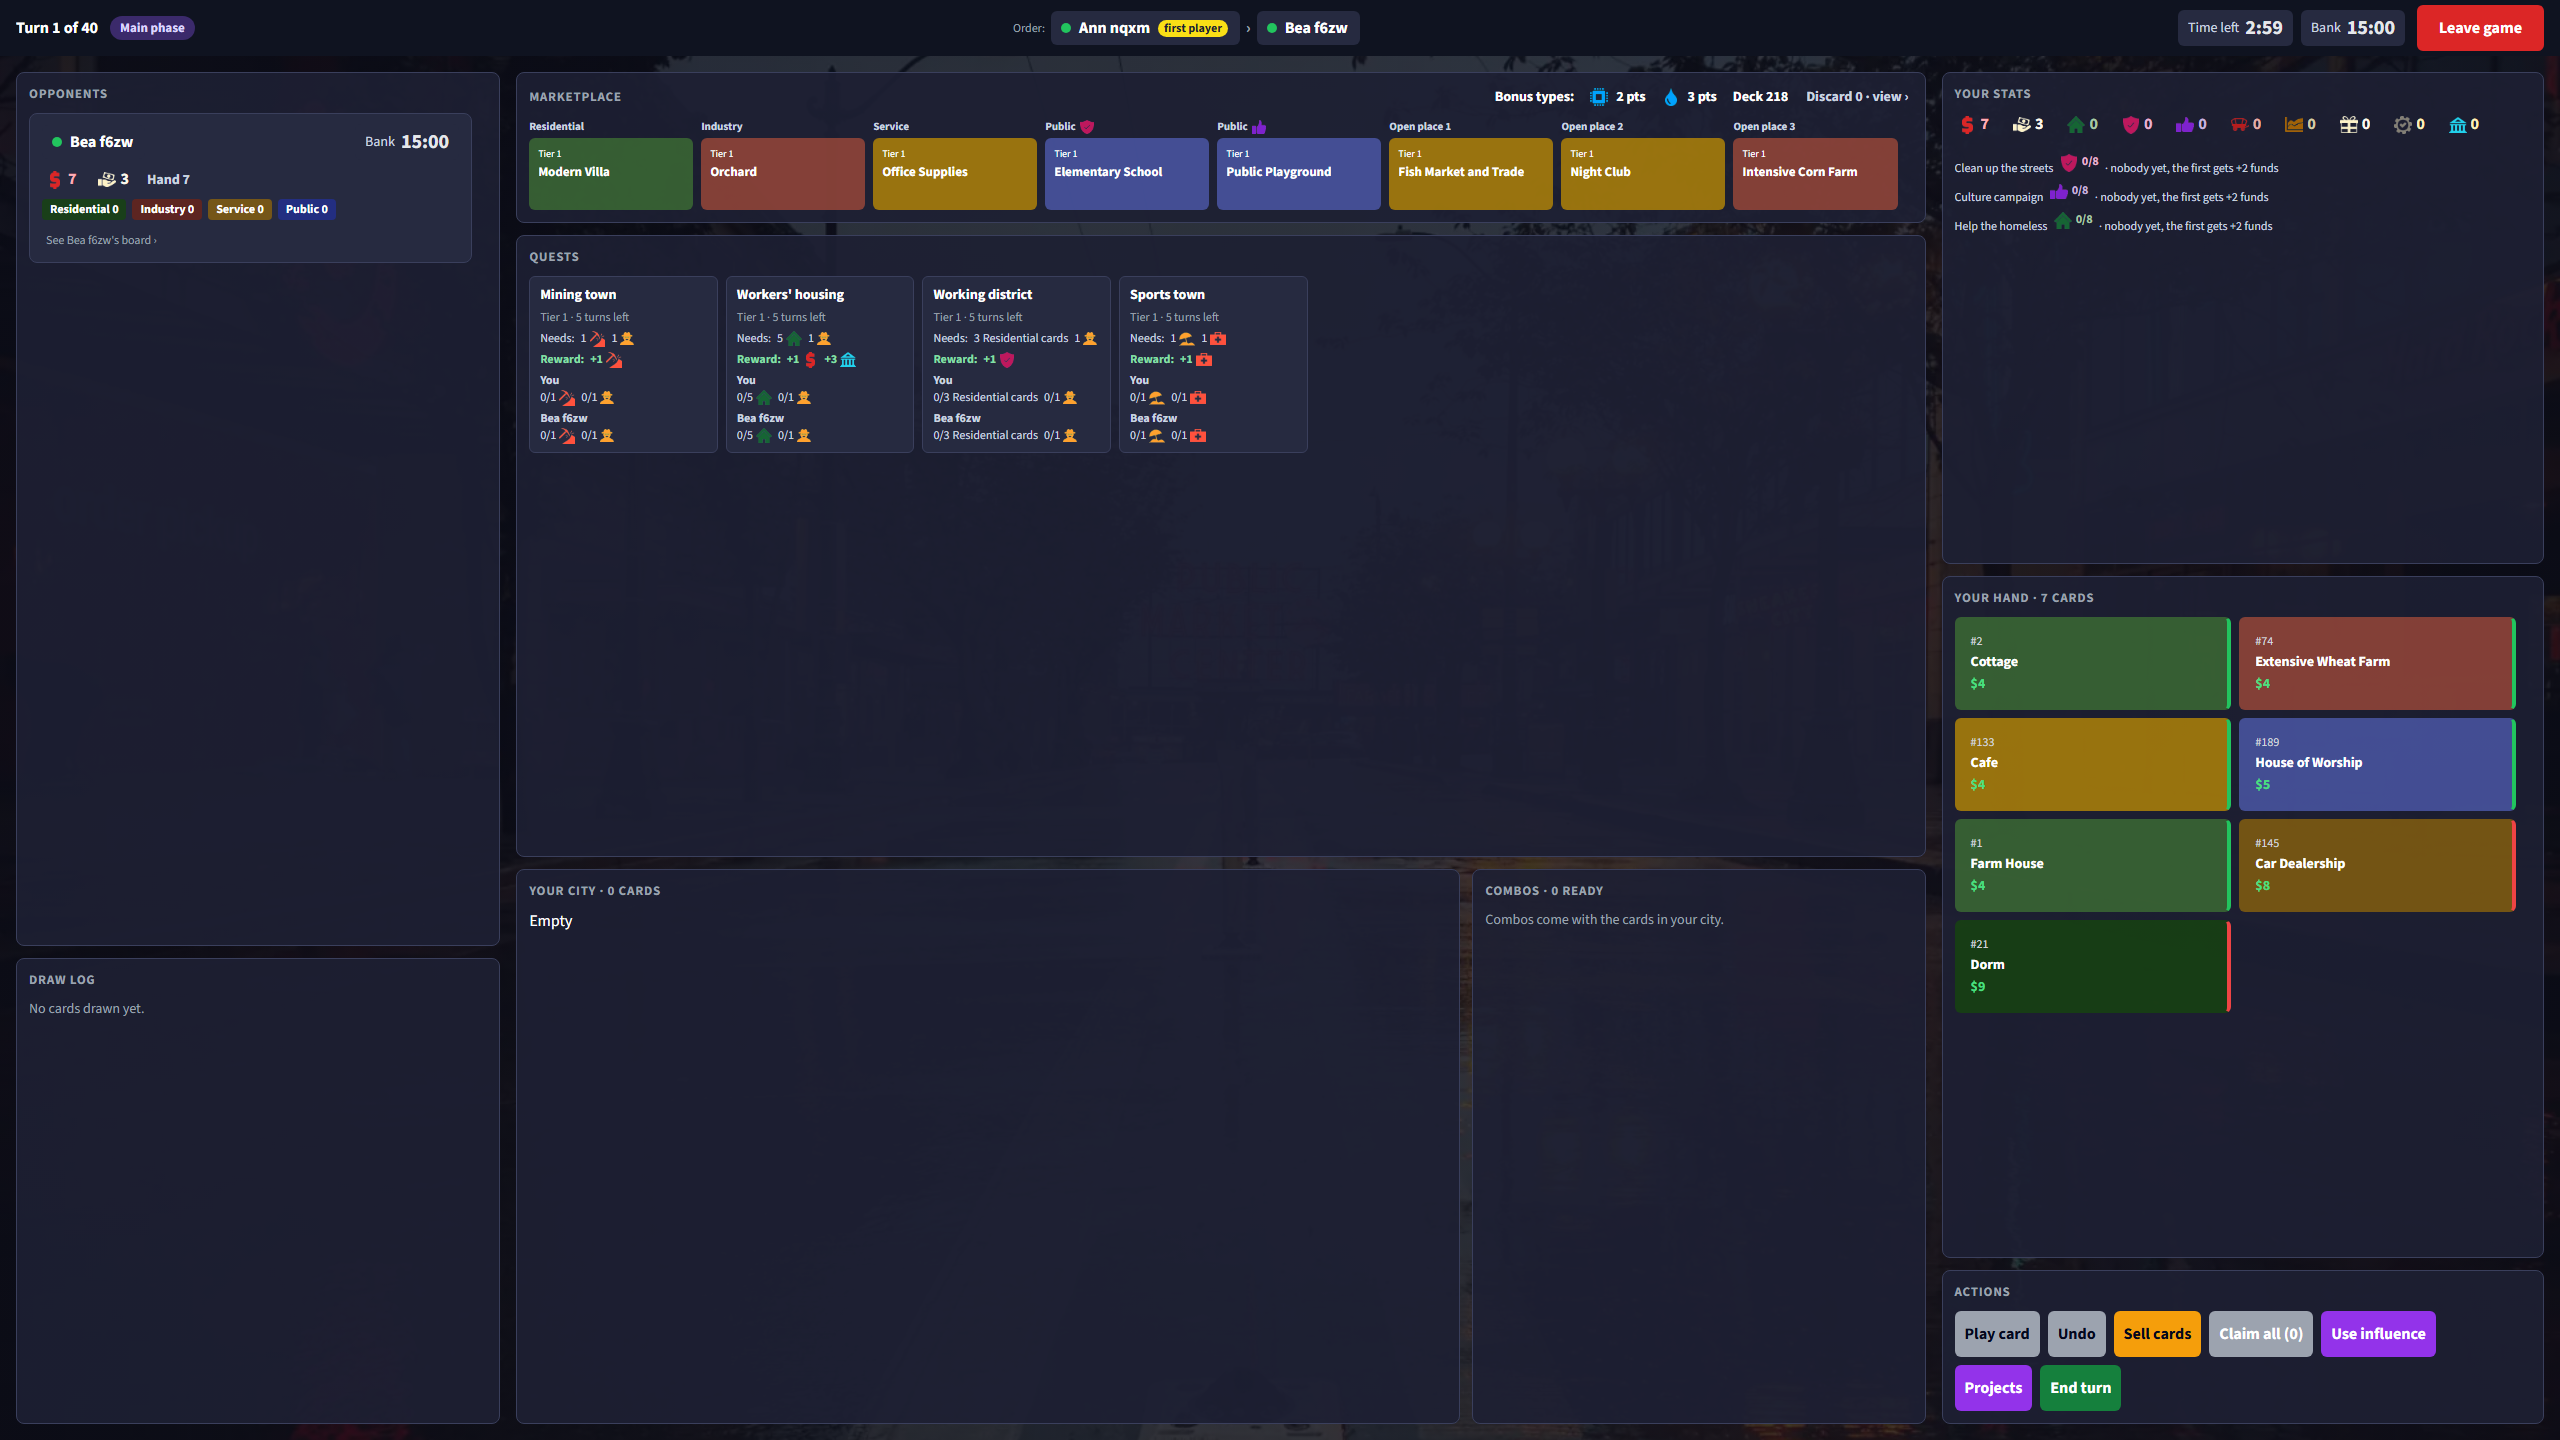 Turn 1 of 40 Main phase
Order: Ann nqxm first player › Bea f6zw
Time left 2:59 Bank 15:00 Leave game
OPPONENTS
Bea f6zw Bank 15:00
7 3 Hand 7
Residential 0 Industry 0 Service 0 Public 0
See Bea f6zw's board ›
DRAW LOG
No cards drawn yet.
MARKETPLACE
Bonus types: 2 pts 3 pts Deck 218 Discard 0 · view ›
Residential Industry Service Public Public Open place 1 Open place 2 Open place 3
Tier 1 Tier 1 Tier 1 Tier 1 Tier 1 Tier 1 Tier 1 Tier 1
Modern Villa Orchard Office Supplies Elementary School Public Playground Fish Market and Trade Night Club Intensive Corn Farm
QUESTS
Mining town
Tier 1 · 5 turns left
Needs: 1 1
Reward: +1
You
0/1 0/1
Bea f6zw
0/1 0/1
Workers' housing
Tier 1 · 5 turns left
Needs: 5 1
Reward: +1 +3
You
0/5 0/1
Bea f6zw
0/5 0/1
Working district
Tier 1 · 5 turns left
Needs: 3 Residential cards 1
Reward: +1
You
0/3 Residential cards 0/1
Bea f6zw
0/3 Residential cards 0/1
Sports town
Tier 1 · 5 turns left
Needs: 1 1
Reward: +1
You
0/1 0/1
Bea f6zw
0/1 0/1
YOUR CITY · 0 CARDS
Empty
COMBOS · 0 READY
Combos come with the cards in your city.
YOUR STATS
7 3 0 0 0 0 0 0 0 0
Clean up the streets 0/8 · nobody yet, the first gets +2 funds
Culture campaign 0/8 · nobody yet, the first gets +2 funds
Help the homeless 0/8 · nobody yet, the first gets +2 funds
YOUR HAND · 7 CARDS
#2
Cottage
$4
#74
Extensive Wheat Farm
$4
#133
Cafe
$4
#189
House of Worship
$5
#1
Farm House
$4
#145
Car Dealership
$8
#21
Dorm
$9
ACTIONS
Play card Undo Sell cards Claim all (0) Use influence
Projects End turn